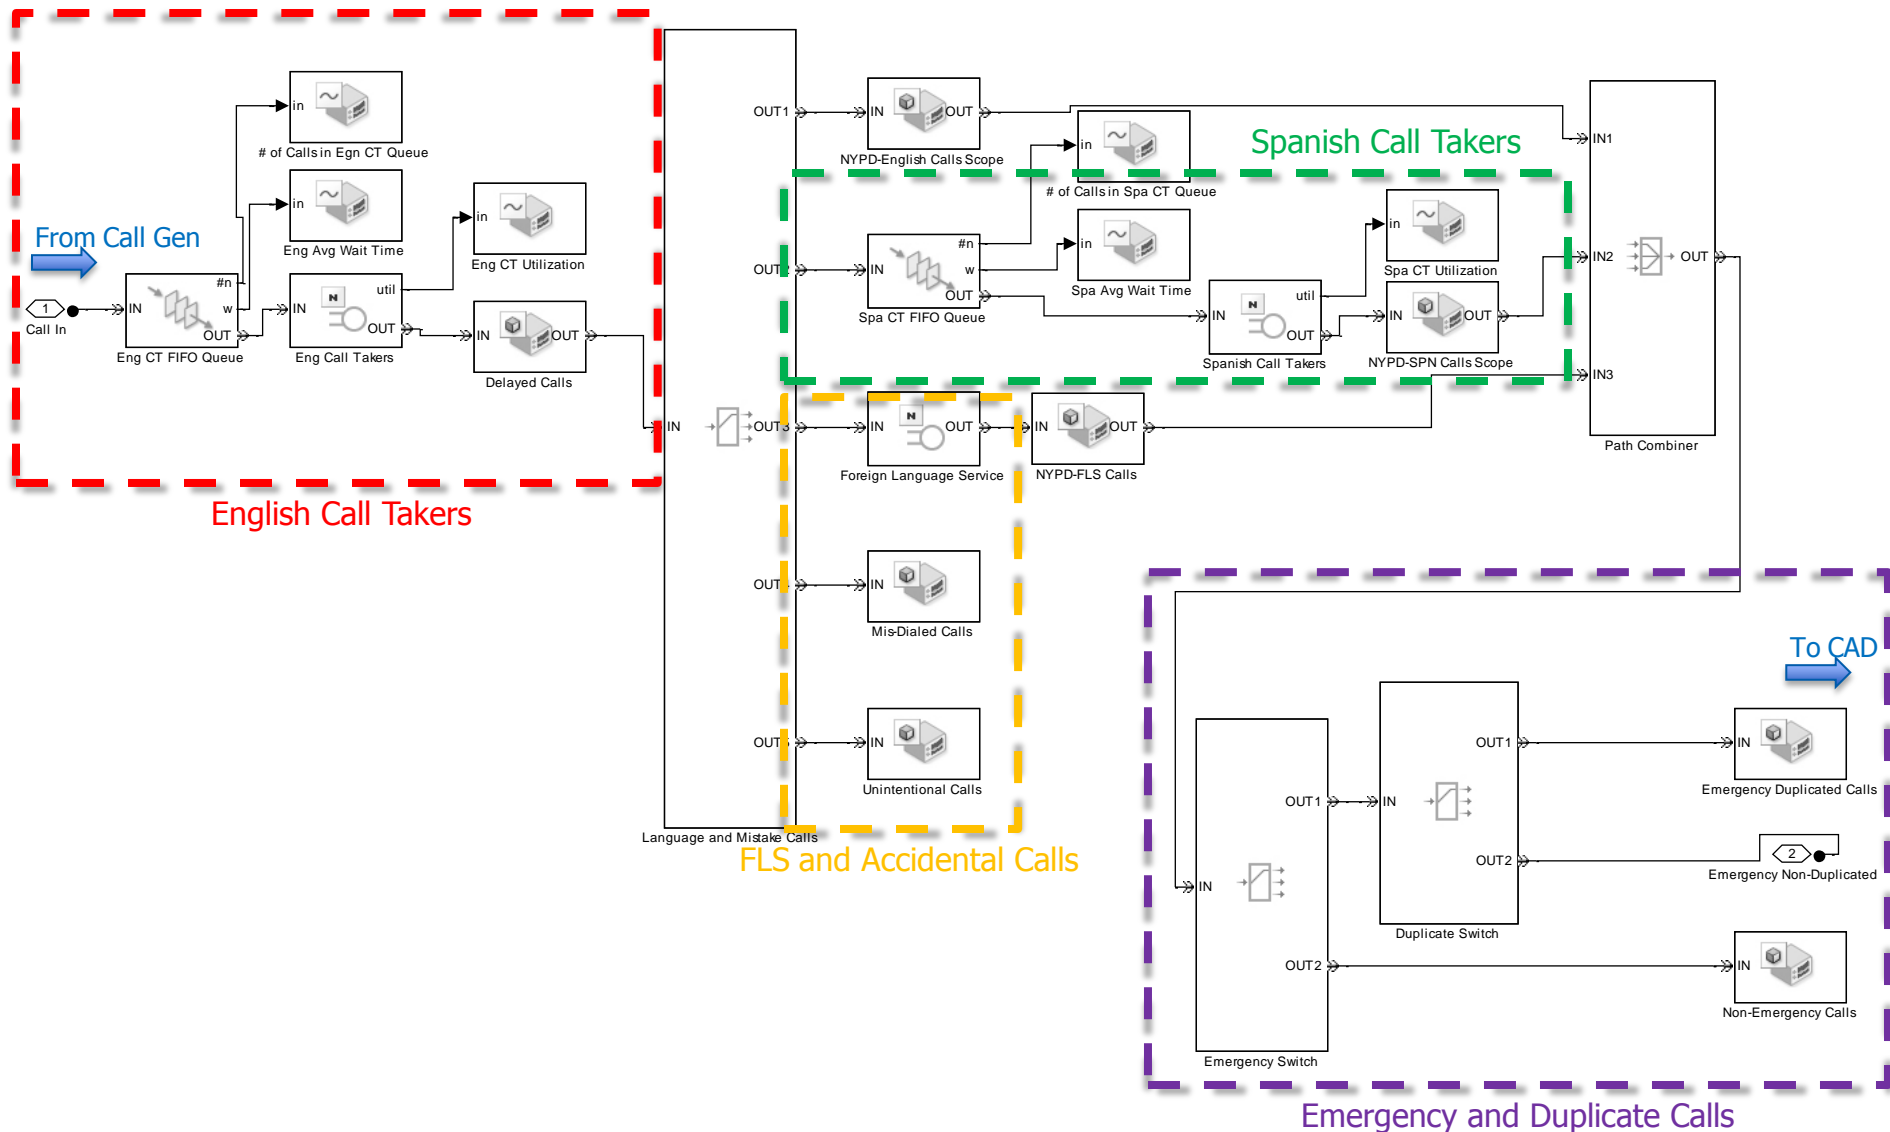 From Call Gen
1
Call In
IN
#n
w
OUT
Eng CT FIFO Queue
in
# of Calls in Egn CT Queue
in
Eng Avg Wait Time
IN
util
OUT
Eng Call Takers
in
Eng CT Utilization
IN
OUT
Delayed Calls
English Call Takers
IN
OUT1
OUT2
OUT3
OUT4
OUT5
Language and Mistake Calls
IN
OUT
NYPD-English Calls Scope
Spanish Call Takers
in
# of Calls in Spa CT Queue
IN
#n
w
OUT
Spa CT FIFO Queue
in
Spa Avg Wait Time
IN
util
OUT
Spanish Call Takers
in
Spa CT Utilization
IN
OUT
NYPD-SPN Calls Scope
IN
OUT
Foreign Language Service
IN
OUT
NYPD-FLS Calls
IN
Mis-Dialed Calls
IN
Unintentional Calls
FLS and Accidental Calls
IN1
IN2
IN3
OUT
Path Combiner
To CAD
IN
OUT1
OUT2
Emergency Switch
IN
OUT1
OUT2
Duplicate Switch
IN
Emergency Duplicated Calls
2
Emergency Non-Duplicated
IN
Non-Emergency Calls
Emergency and Duplicate Calls